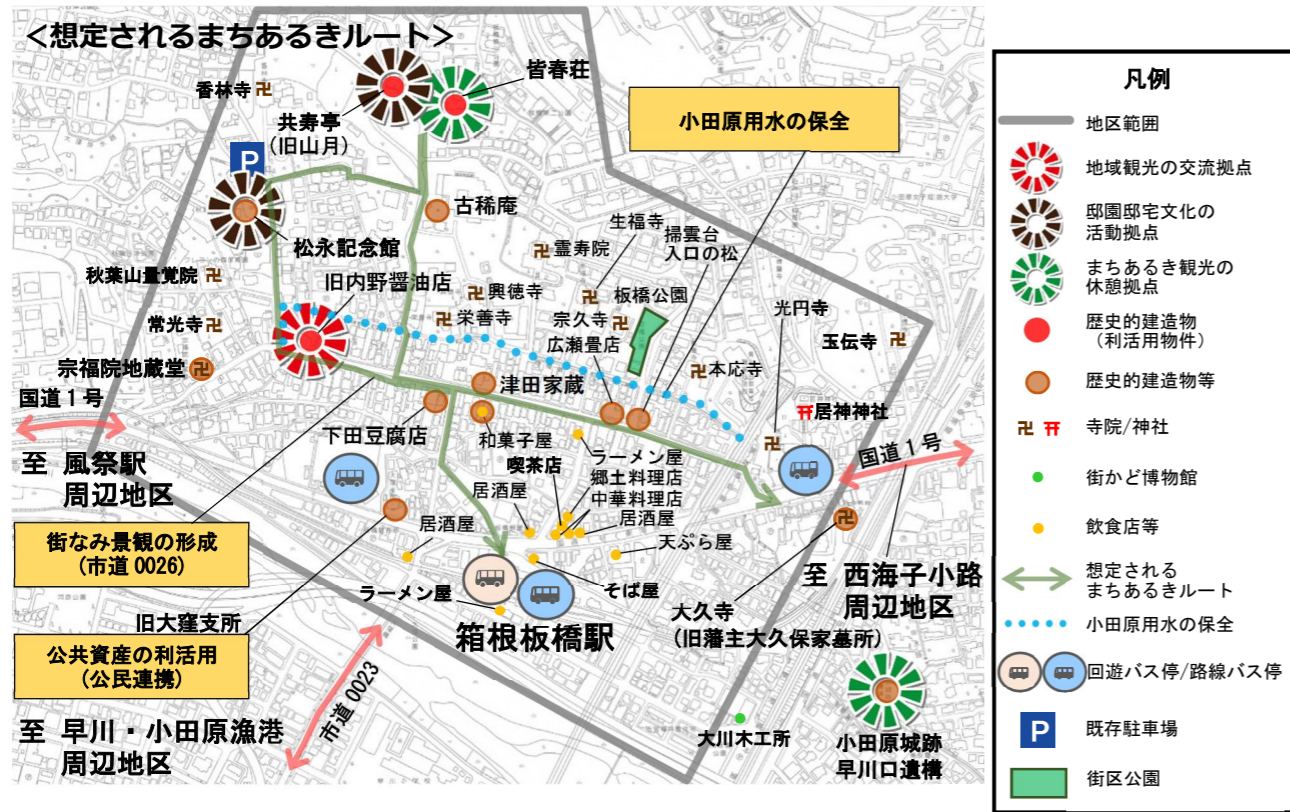 <想定されるまちあるきルート>
香林寺
共寿亭
(旧山月)
皆春荘
小田原用水の保全
P
松永記念館
古稀庵
生福寺
掃雲台
入口の松
霊寿院
秋葉山量覚院
旧内野醤油店
興徳寺
板橋公園
光円寺
常光寺
栄善寺
宗久寺
玉伝寺
広瀬畳店
宗福院地蔵堂
津田家蔵
本応寺
国道1号
居神神社
下田豆腐店
和菓子屋
ラーメン屋
国道1号
至 風祭駅
周辺地区
喫茶店
郷土料理店
中華料理店
居酒屋
居酒屋
街なみ景観の形成
(市道 0026)
居酒屋
天ぷら屋
至 西海子小路
周辺地区
ラーメン屋
そば屋
大久寺
(旧藩主大久保家墓所)
旧大窪支所
箱根板橋駅
公共資産の利活用
(公民連携)
市道 0023
至 早川・小田原漁港
周辺地区
大川木工所
小田原城跡
早川口遺構
凡例
地区範囲
地域観光の交流拠点
邸園邸宅文化の
活動拠点
まちあるき観光の
休憩拠点
歴史的建造物
(利活用物件)
歴史的建造物等
寺院/神社
街かど博物館
飲食店等
想定される
まちあるきルート
小田原用水の保全
回遊バス停/路線バス停
P
既存駐車場
街区公園